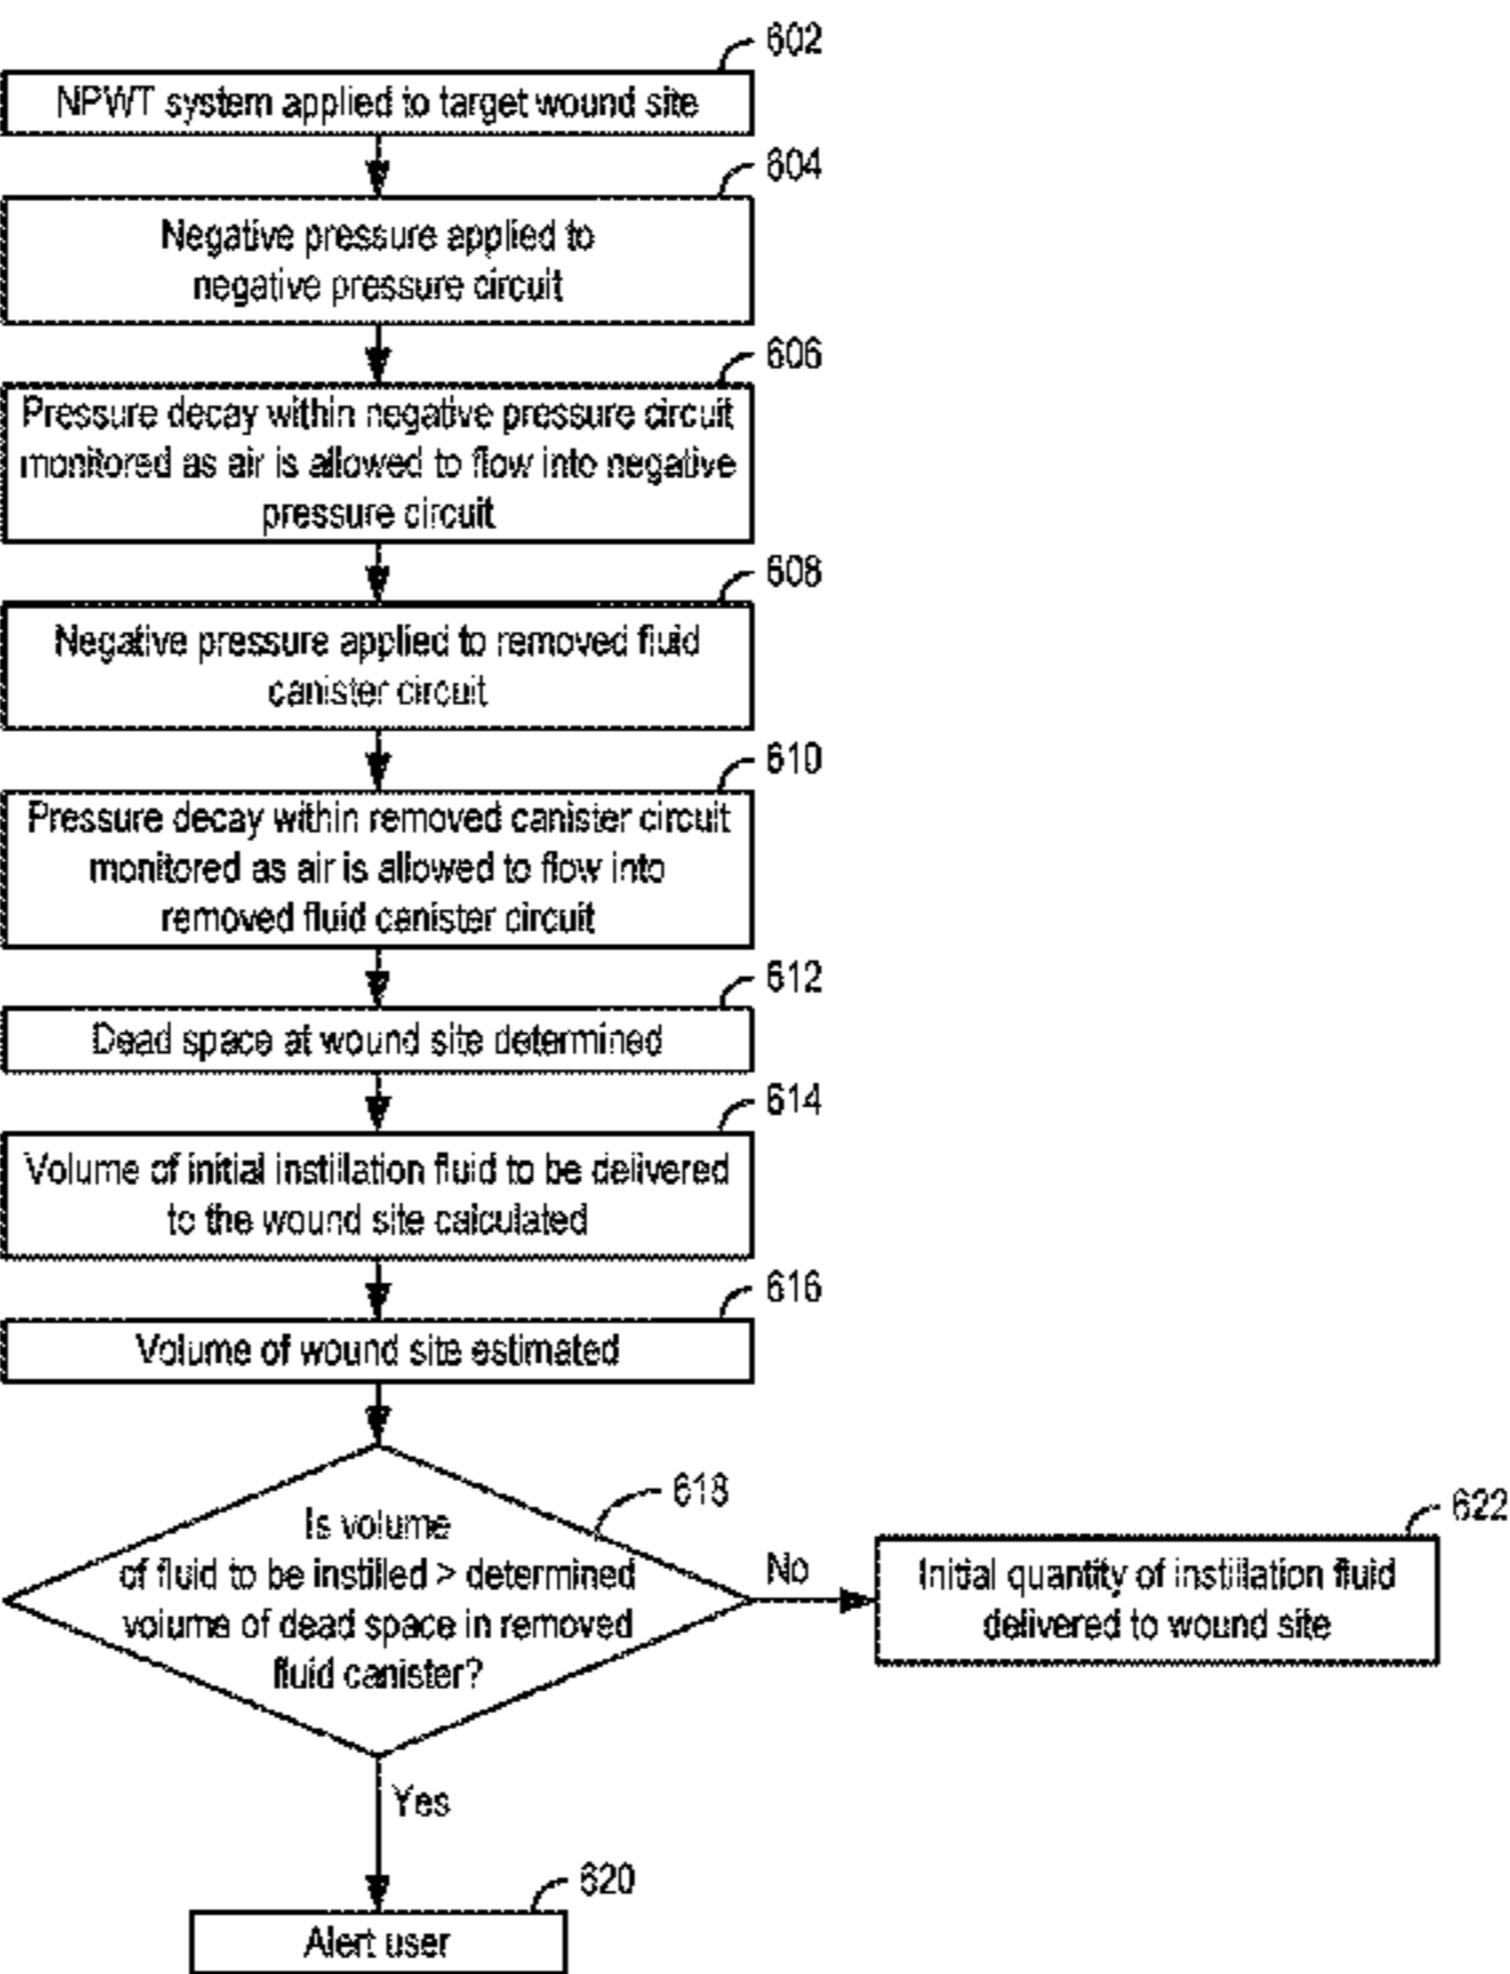 602
NPWT system applied to target wound site
604
Negative pressure applied to
negative pressure circuit
606
Pressure decay within negative pressure circuit
monitored as air is allowed to flow into negative
pressure circuit
608
Negative pressure applied to removed fluid
canister circuit
610
Pressure decay within removed canister circuit
monitored as air is allowed to flow into
removed fluid canister circuit
612
Dead space at wound site determined
614
Volume of initial instillation fluid to be delivered
to the wound site calculated
616
Volume of wound site estimated
618
Is volume
of fluid to be instilled > determined
volume of dead space in removed
fluid canister?
No
622
Initial quantity of instillation fluid
delivered to wound site
Yes
620
Alert user